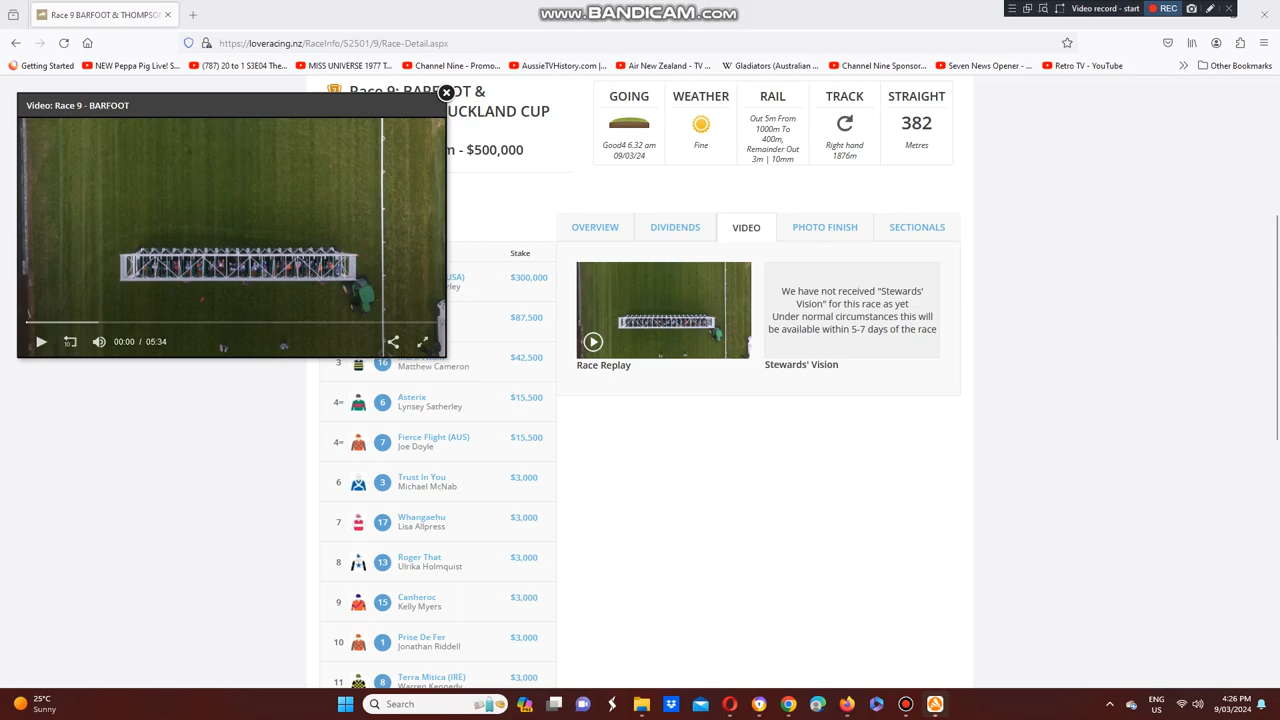 www.BANDICAM.com
Race 9 BARFOOT & THOMPSO
Video record - start
REC
https://loveracing.nz/RaceInfo/52501/9/Race-Detail.aspx
Getting Started
NEW Peppa Pig Live! S...
(787) 20 to 1 S3E04 The...
MISS UNIVERSE 1977 T...
Channel Nine - Promo...
AussieTVHistory.com |...
Air New Zealand - TV ...
Gladiators (Australian ...
Channel Nine Sponsor...
Seven News Opener - ...
Retro TV - YouTube
Other Bookmarks
Race 9: BARFOOT &
UCKLAND CUP
m - $500,000
GOING
Good4 6.32 am
09/03/24
WEATHER
Fine
RAIL
Out 5m From
1000m To
400m,
Remainder Out
3m | 10mm
TRACK
Right hand
1876m
STRAIGHT
382
Metres
Video: Race 9 - BARFOOT
10
00:00 / 05:34
OVERVIEW
DIVIDENDS
VIDEO
PHOTO FINISH
SECTIONALS
Race Replay
We have not received "Stewards'
Vision" for this race as yet
Under normal circumstances this will
be available within 5-7 days of the race
Stewards' Vision
Stake
USA) $300,000
rley
$87,500
3 16 $42,500
Matthew Cameron
4= 6 Asterix $15,500
Lynsey Satherley
4= 7 Fierce Flight (AUS) $15,500
Joe Doyle
6 3 Trust In You $3,000
Michael McNab
7 17 Whangaehu $3,000
Lisa Allpress
8 13 Roger That $3,000
Ulrika Holmquist
9 15 Canheroc $3,000
Kelly Myers
10 1 Prise De Fer $3,000
Jonathan Riddell
11 8 Terra Mitica (IRE) $3,000
Warren Kennedy
25°C
Sunny
Search
ENG
US
4:26 PM
9/03/2024